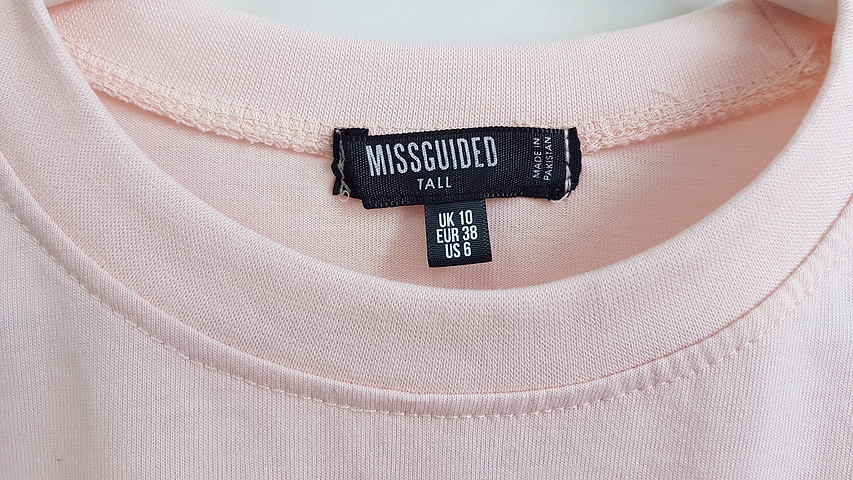 MISSGUIDED
TALL
MADE IN
PAKISTAN
UK 10
EUR 38
US 6